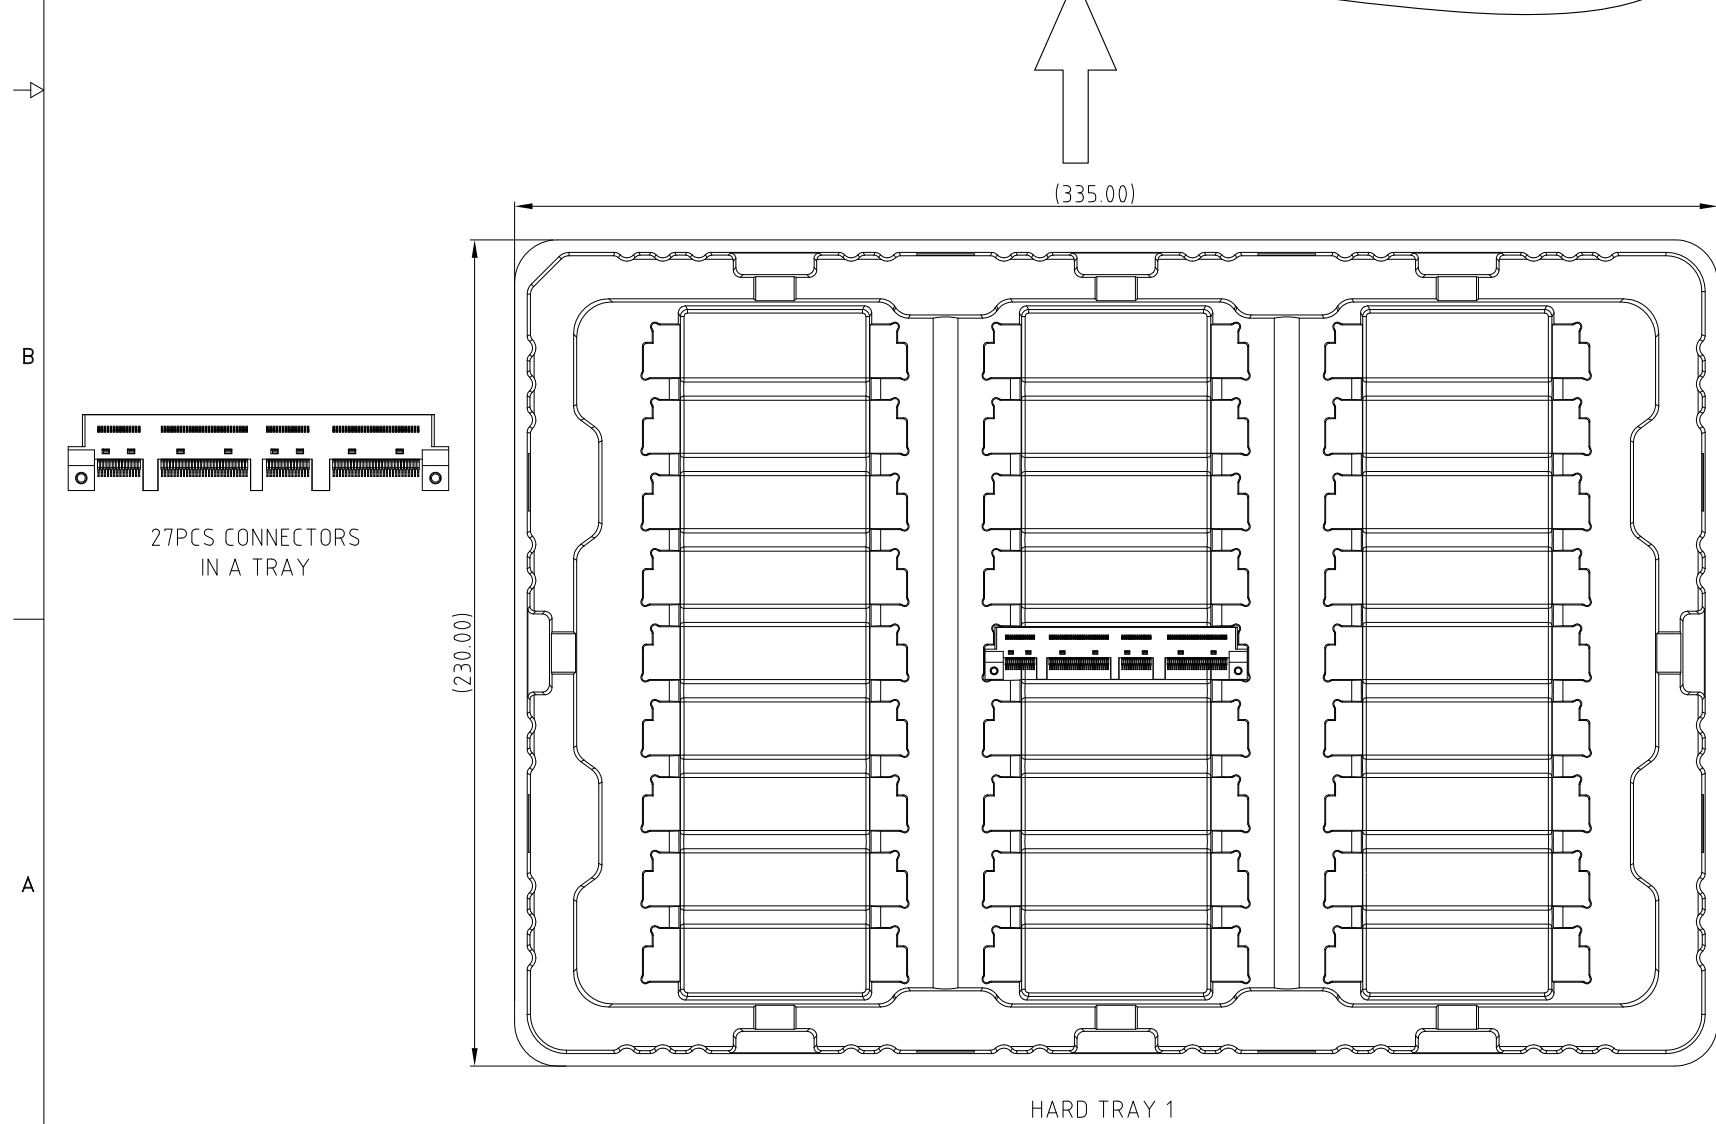 (335.00)
B
27PCS CONNECTORS
IN A TRAY
(230.00)
A
HARD TRAY 1